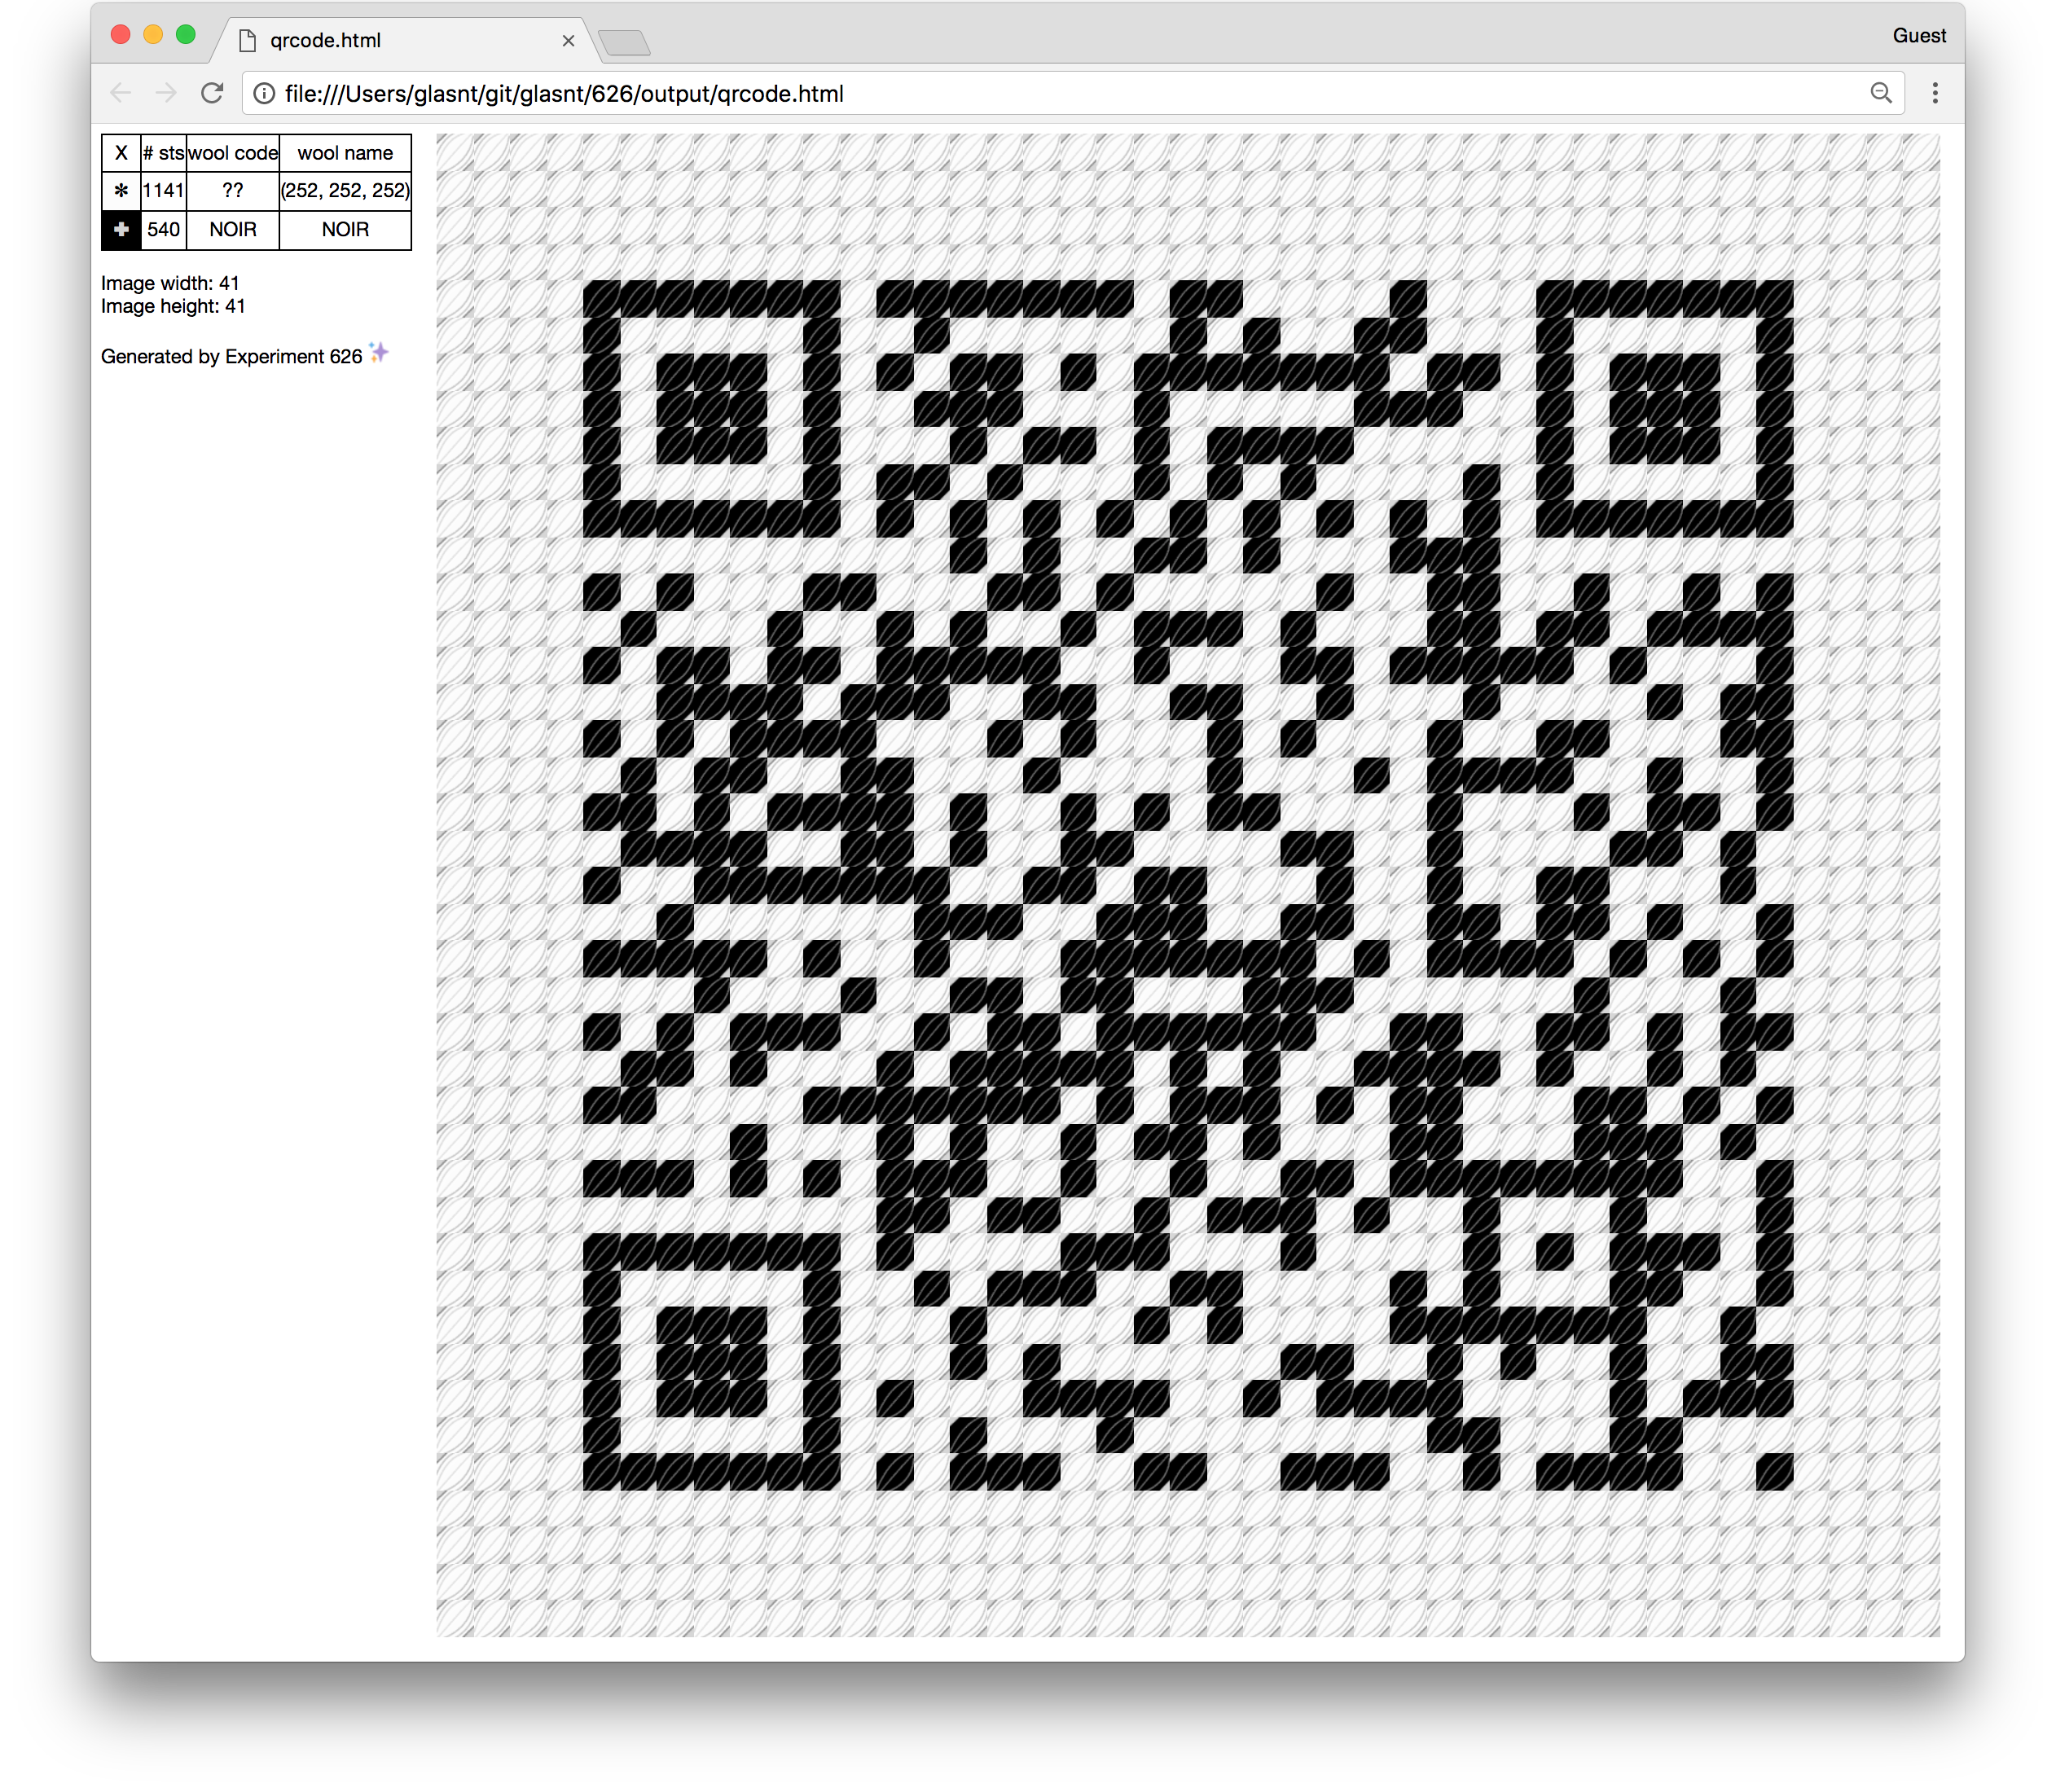 qrcode.html
Guest
file:///Users/glasnt/git/glasnt/626/output/qrcode.html
X # sts wool code wool name
✻ 1141 ?? (252, 252, 252)
✚ 540 NOIR NOIR
Image width: 41
Image height: 41
Generated by Experiment 626 ✨